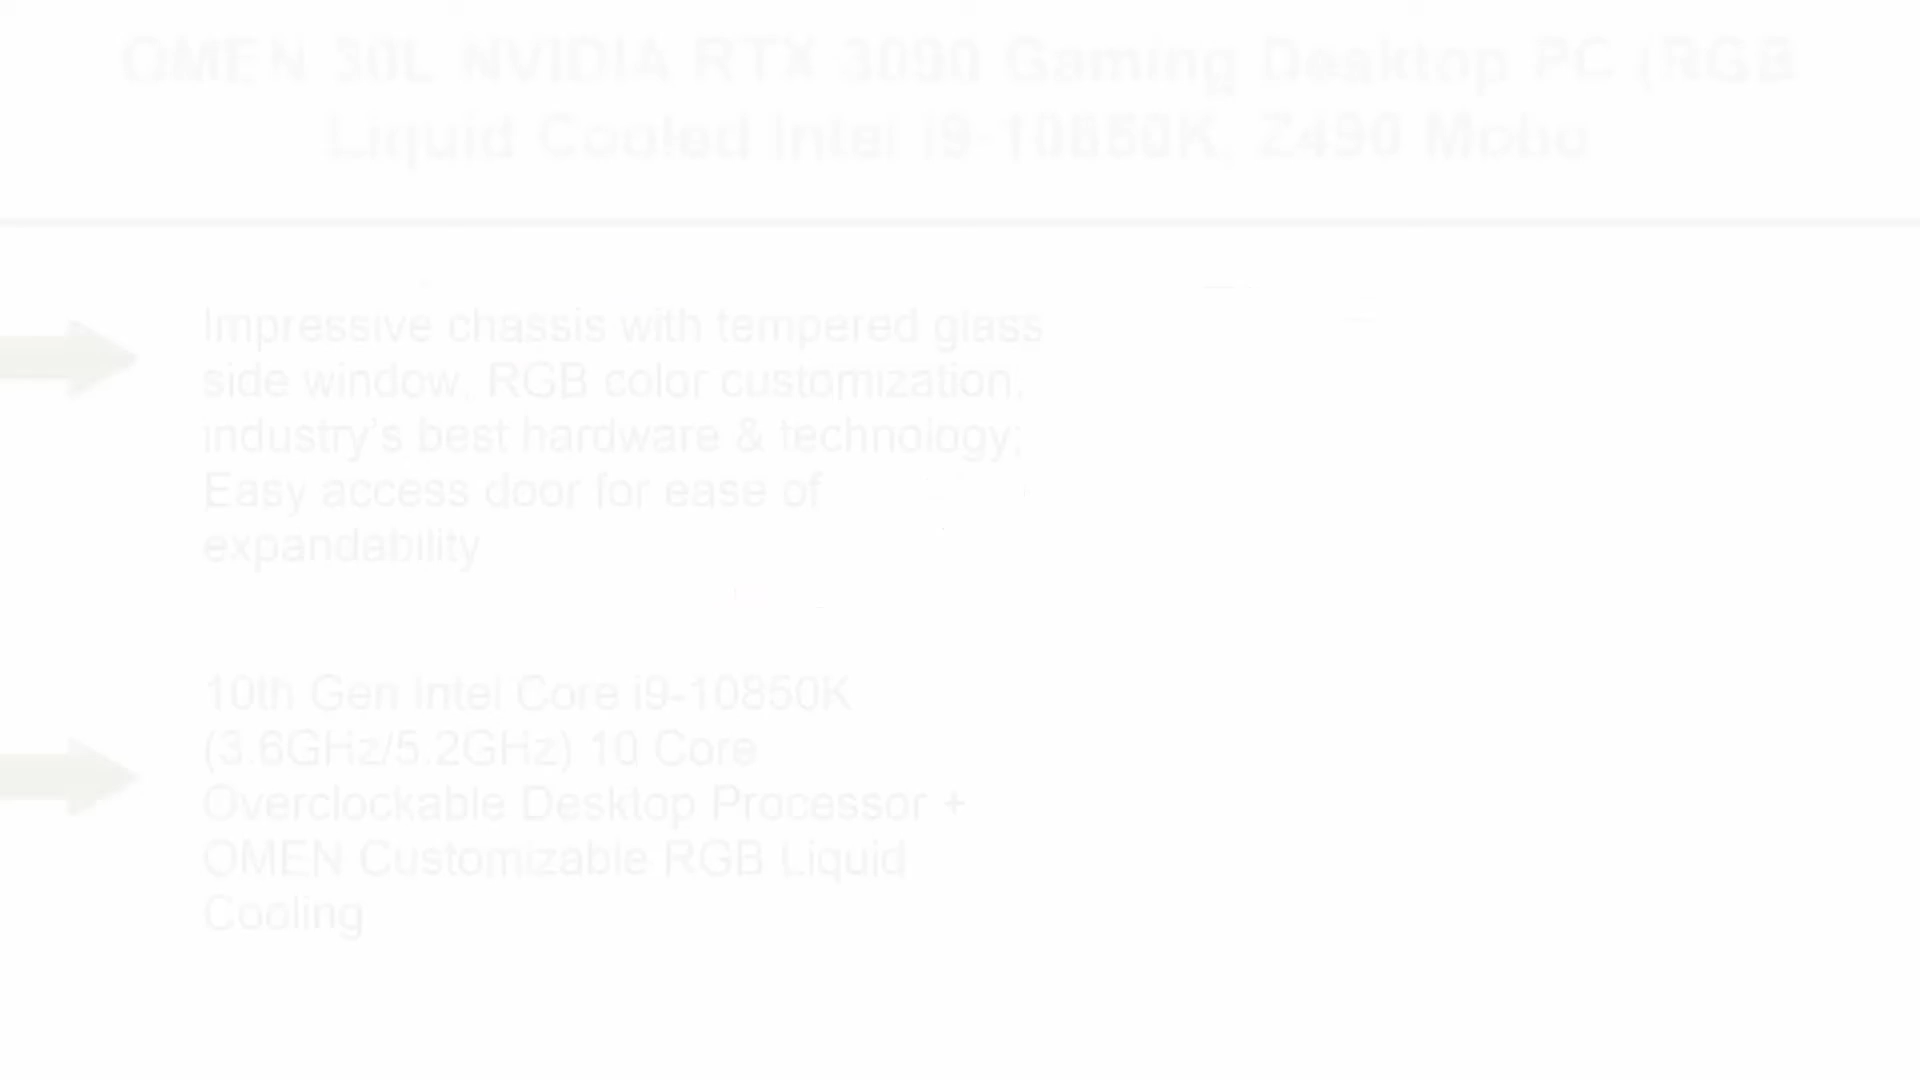 OMEN 30L NVIDIA RTX 3090 Gaming Desktop PC (RGB
Liquid Cooled Intel i9-10850K, Z490 Mobo
Impressive chassis with tempered glass
side window, RGB color customization,
industry's best hardware & technology;
Easy access door for ease of
expandability
10th Gen Intel Core i9-10850K
(3.6GHz/5.2GHz) 10 Core
Overclockable Desktop Processor +
OMEN Customizable RGB Liquid
Cooling